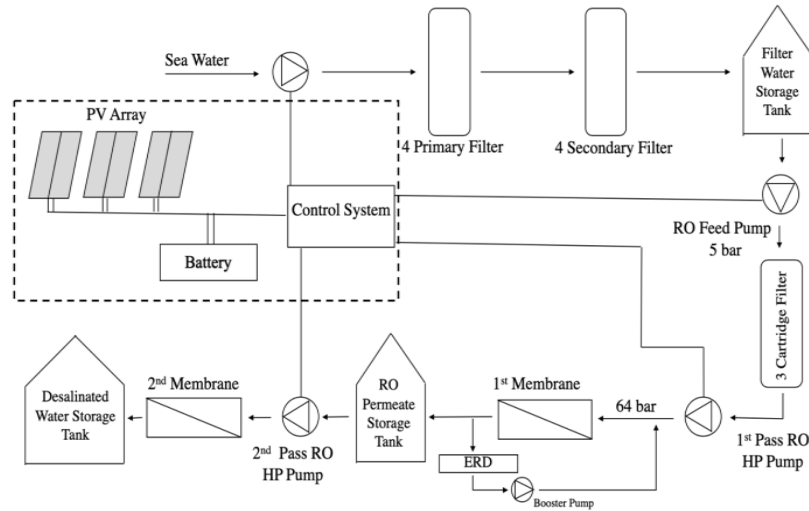 Sea Water
4 Primary Filter
4 Secondary Filter
Filter
Water
Storage
Tank
PV Array
Control System
Battery
RO Feed Pump
5 bar
3 Cartridge Filter
Desalinated
Water Storage
Tank
2nd Membrane
2nd Pass RO
HP Pump
RO
Permeate
Storage
Tank
1st Membrane
64 bar
1st Pass RO
HP Pump
ERD
Booster Pump